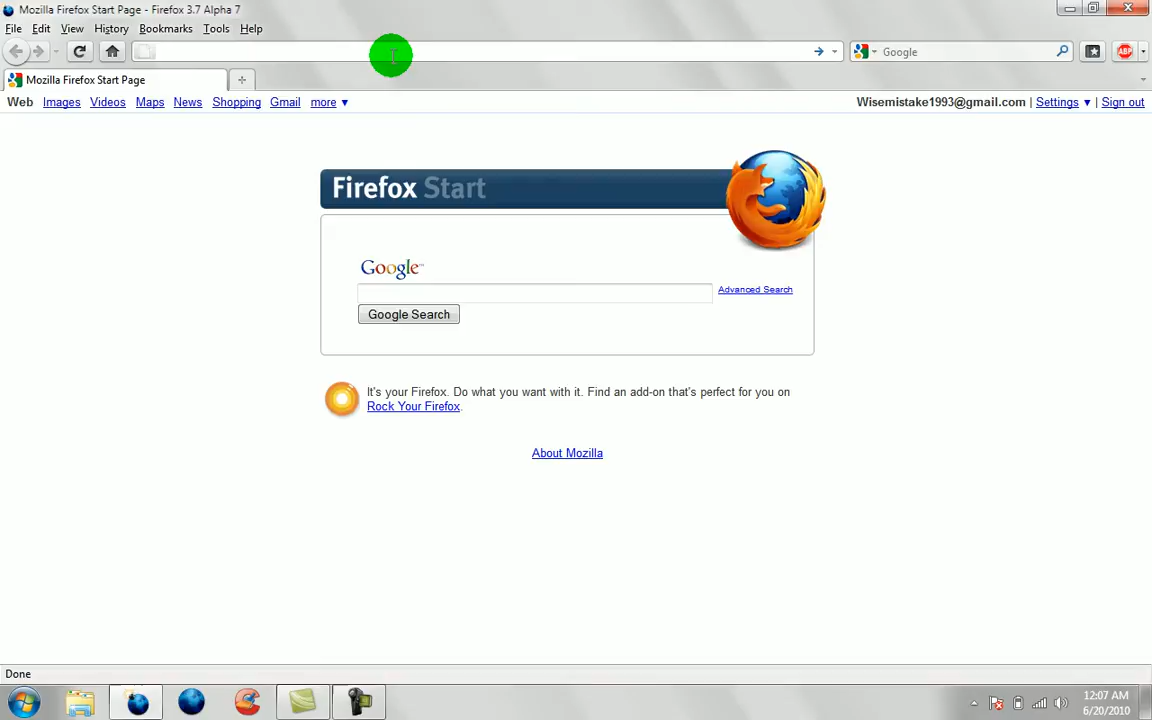 Mozilla Firefox Start Page - Firefox 3.7 Alpha 7
File Edit View History Bookmarks Tools Help
Google
Mozilla Firefox Start Page
Web Images Videos Maps News Shopping Gmail more ▼ Wisemistake1993@gmail.com | Settings ▼ | Sign out
Firefox Start
Google™
Advanced Search
Google Search
It's your Firefox. Do what you want with it. Find an add-on that's perfect for you on
Rock Your Firefox.
About Mozilla
Done
12:07 AM
6/20/2010
ABP